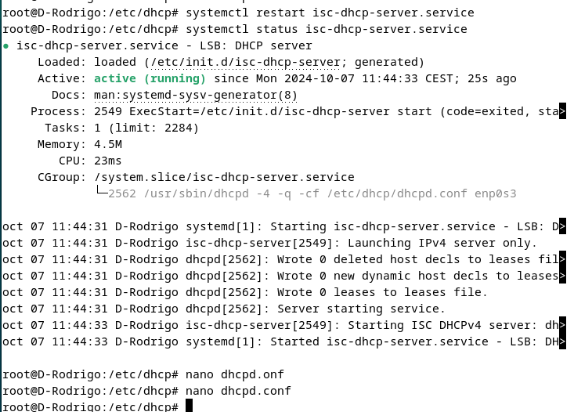 root@D-Rodrigo:/etc/dhcp# systemctl restart isc-dhcp-server.service
root@D-Rodrigo:/etc/dhcp# systemctl status isc-dhcp-server.service
● isc-dhcp-server.service - LSB: DHCP server
Loaded: loaded (/etc/init.d/isc-dhcp-server; generated)
Active: active (running) since Mon 2024-10-07 11:44:33 CEST; 25s ago
Docs: man:systemd-sysv-generator(8)
Process: 2549 ExecStart=/etc/init.d/isc-dhcp-server start (code=exited, sta>
Tasks: 1 (limit: 2284)
Memory: 4.5M
CPU: 23ms
CGroup: /system.slice/isc-dhcp-server.service
└─2562 /usr/sbin/dhcpd -4 -q -cf /etc/dhcp/dhcpd.conf enp0s3
oct 07 11:44:31 D-Rodrigo systemd[1]: Starting isc-dhcp-server.service - LSB: D>
oct 07 11:44:31 D-Rodrigo isc-dhcp-server[2549]: Launching IPv4 server only.
oct 07 11:44:31 D-Rodrigo dhcpd[2562]: Wrote 0 deleted host decls to leases fil>
oct 07 11:44:31 D-Rodrigo dhcpd[2562]: Wrote 0 new dynamic host decls to leases>
oct 07 11:44:31 D-Rodrigo dhcpd[2562]: Wrote 0 leases to leases file.
oct 07 11:44:31 D-Rodrigo dhcpd[2562]: Server starting service.
oct 07 11:44:33 D-Rodrigo isc-dhcp-server[2549]: Starting ISC DHCPv4 server: dh>
oct 07 11:44:33 D-Rodrigo systemd[1]: Started isc-dhcp-server.service - LSB: DH>
root@D-Rodrigo:/etc/dhcp# nano dhcpd.onf
root@D-Rodrigo:/etc/dhcp# nano dhcpd.conf
root@D-Rodrigo:/etc/dhcp#